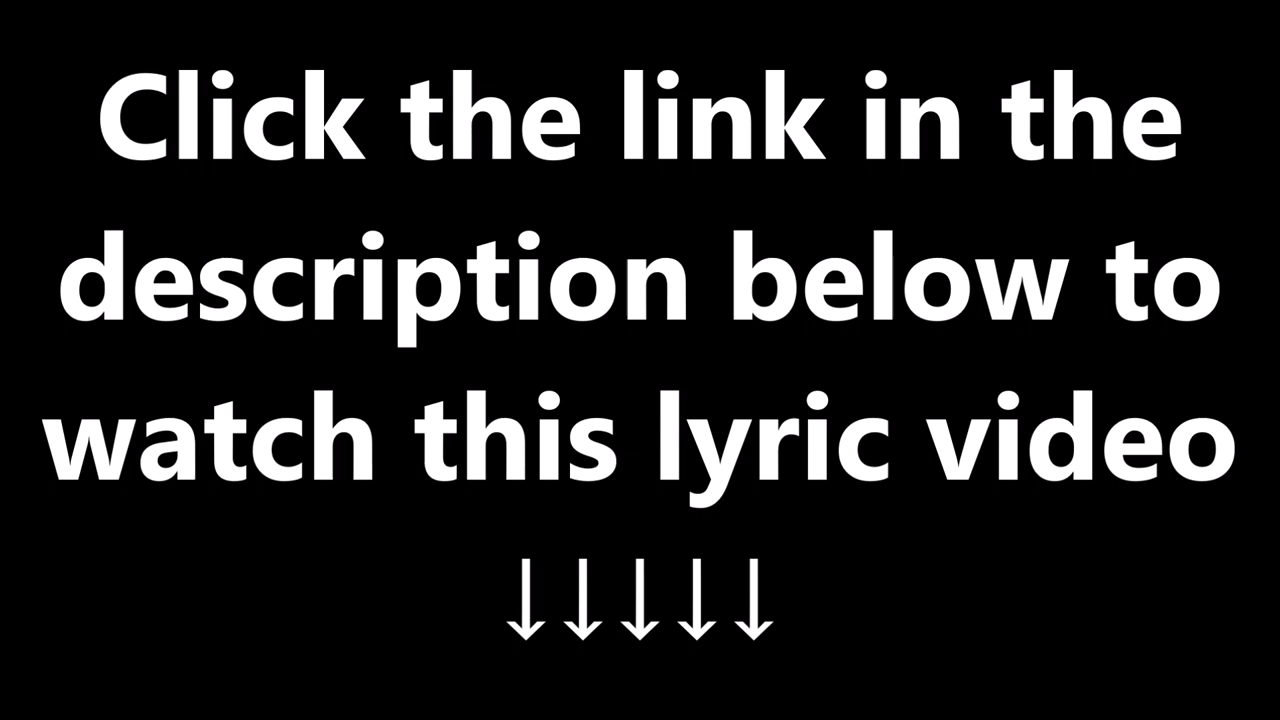 Click the link in the
description below to
watch this lyric video
↓↓↓↓↓